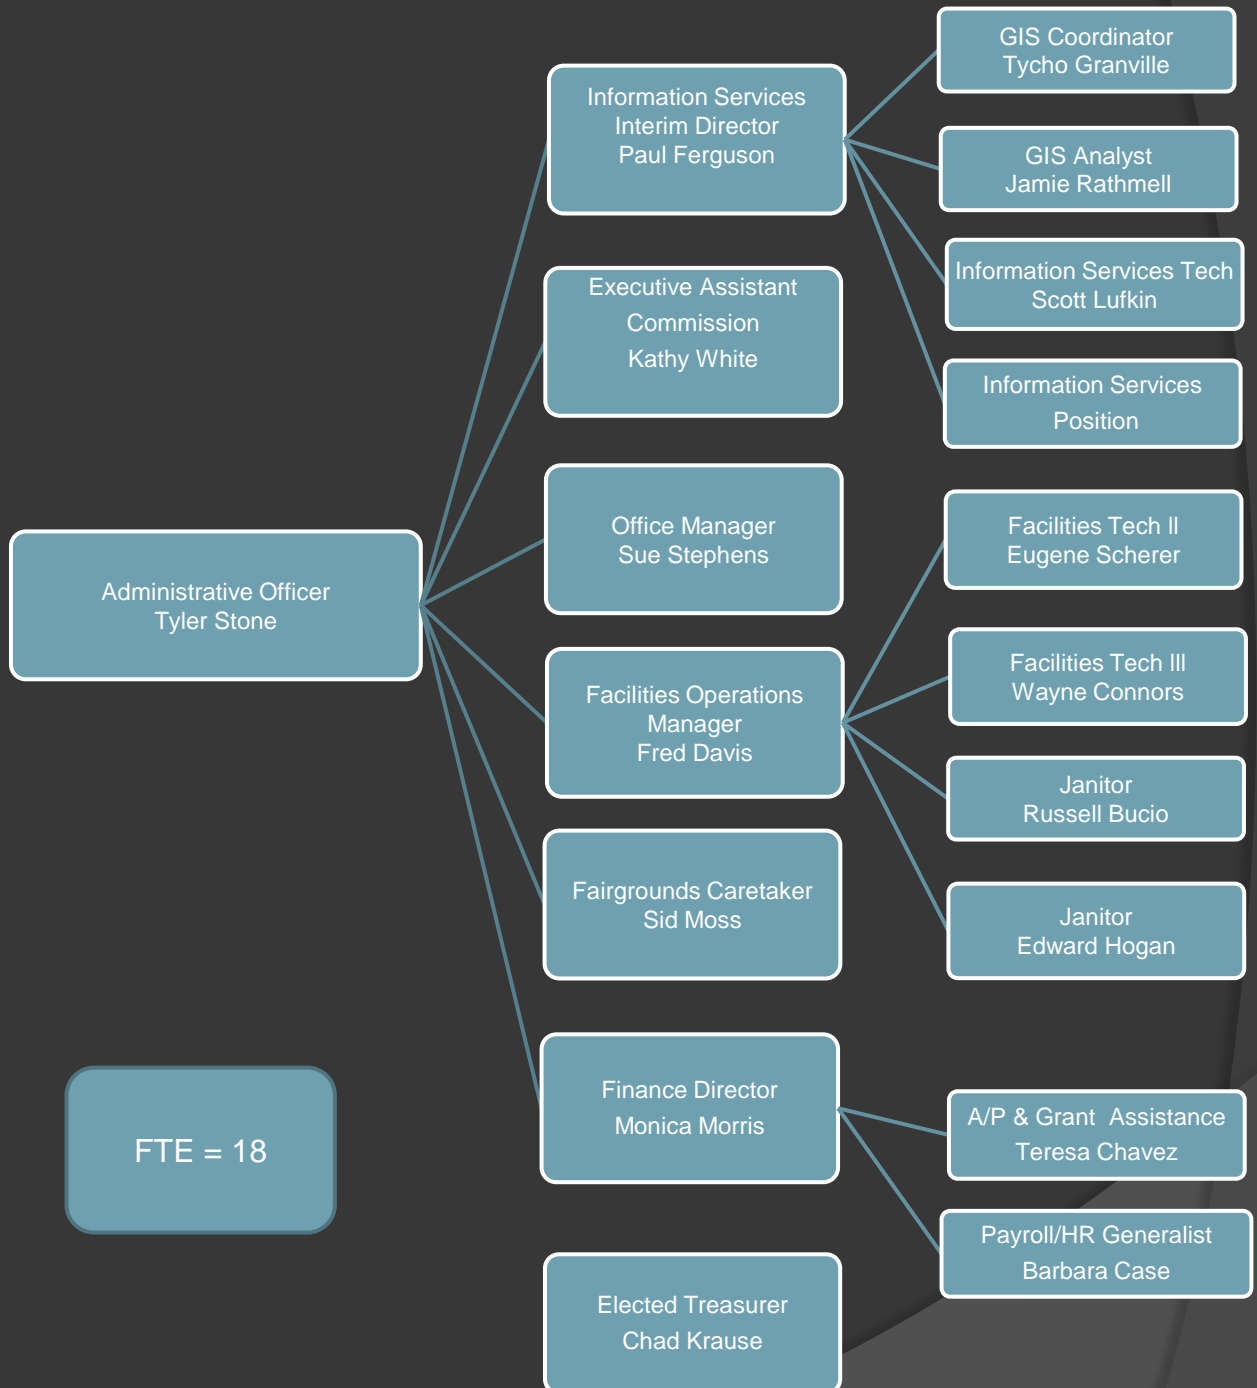 Administrative Officer
Tyler Stone
Information Services
Interim Director
Paul Ferguson
Executive Assistant
Commission
Kathy White
Office Manager
Sue Stephens
Facilities Operations
Manager
Fred Davis
Fairgrounds Caretaker
Sid Moss
Finance Director
Monica Morris
Elected Treasurer
Chad Krause
GIS Coordinator
Tycho Granville
GIS Analyst
Jamie Rathmell
Information Services Tech
Scott Lufkin
Information Services
Position
Facilities Tech ll
Eugene Scherer
Facilities Tech lll
Wayne Connors
Janitor
Russell Bucio
Janitor
Edward Hogan
A/P & Grant Assistance
Teresa Chavez
Payroll/HR Generalist
Barbara Case
FTE = 18